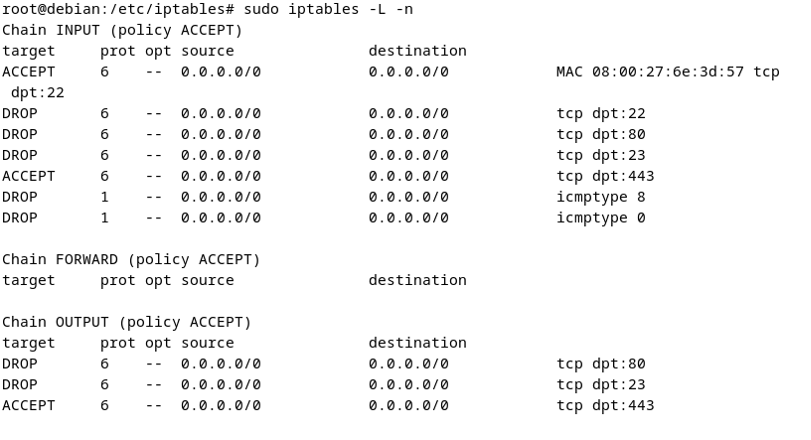 root@debian:/etc/iptables# sudo iptables -L -n
Chain INPUT (policy ACCEPT)
target     prot opt source               destination
ACCEPT     6    --  0.0.0.0/0            0.0.0.0/0            MAC 08:00:27:6e:3d:57 tcp
 dpt:22
DROP       6    --  0.0.0.0/0            0.0.0.0/0            tcp dpt:22
DROP       6    --  0.0.0.0/0            0.0.0.0/0            tcp dpt:80
DROP       6    --  0.0.0.0/0            0.0.0.0/0            tcp dpt:23
ACCEPT     6    --  0.0.0.0/0            0.0.0.0/0            tcp dpt:443
DROP       1    --  0.0.0.0/0            0.0.0.0/0            icmptype 8
DROP       1    --  0.0.0.0/0            0.0.0.0/0            icmptype 0

Chain FORWARD (policy ACCEPT)
target     prot opt source               destination

Chain OUTPUT (policy ACCEPT)
target     prot opt source               destination
DROP       6    --  0.0.0.0/0            0.0.0.0/0            tcp dpt:80
DROP       6    --  0.0.0.0/0            0.0.0.0/0            tcp dpt:23
ACCEPT     6    --  0.0.0.0/0            0.0.0.0/0            tcp dpt:443